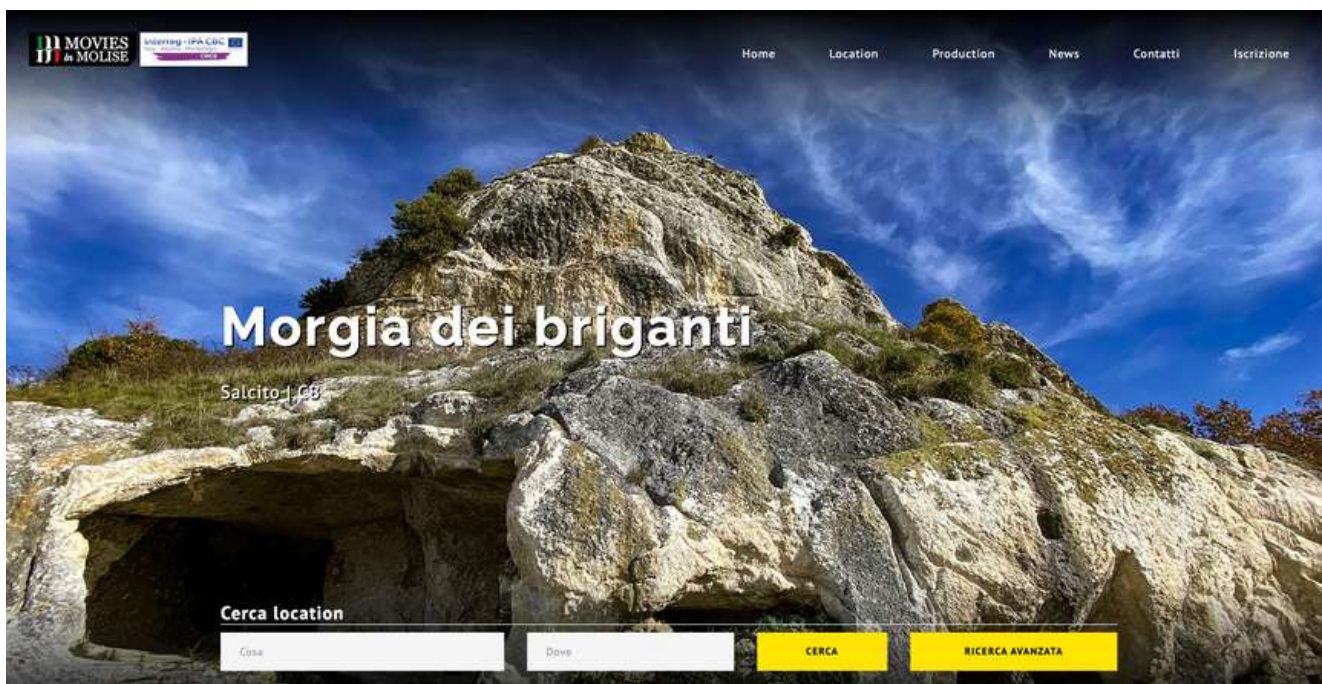 MOVIES
in MOLISE
Interreg - IPA CBC
CIRCE
Home Location Production News Contatti Iscrizione
Morgia dei briganti
Salcito | CB
Cerca location
Cosa Dove CERCA RICERCA AVANZATA